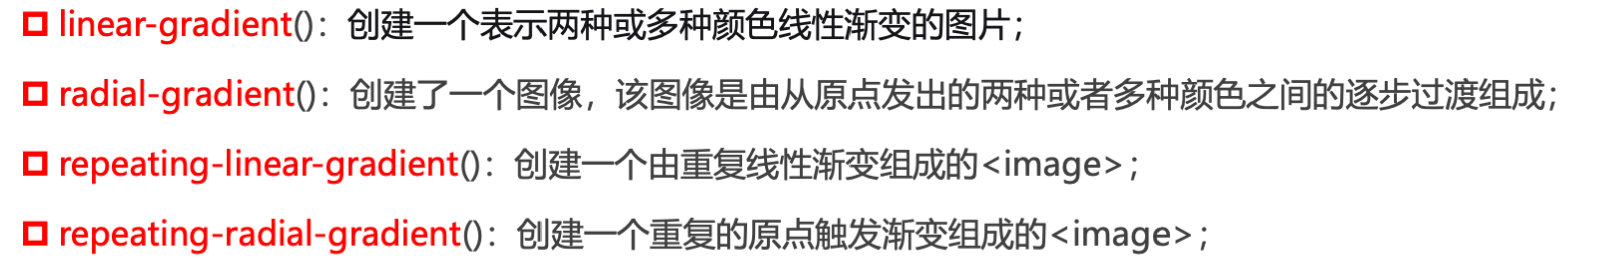 linear-gradient()：创建一个表示两种或多种颜色线性渐变的图片；
radial-gradient()：创建了一个图像，该图像是由从原点发出的两种或者多种颜色之间的逐步过渡组成；
repeating-linear-gradient()：创建一个由重复线性渐变组成的<image>；
repeating-radial-gradient()：创建一个重复的原点触发渐变组成的<image>；